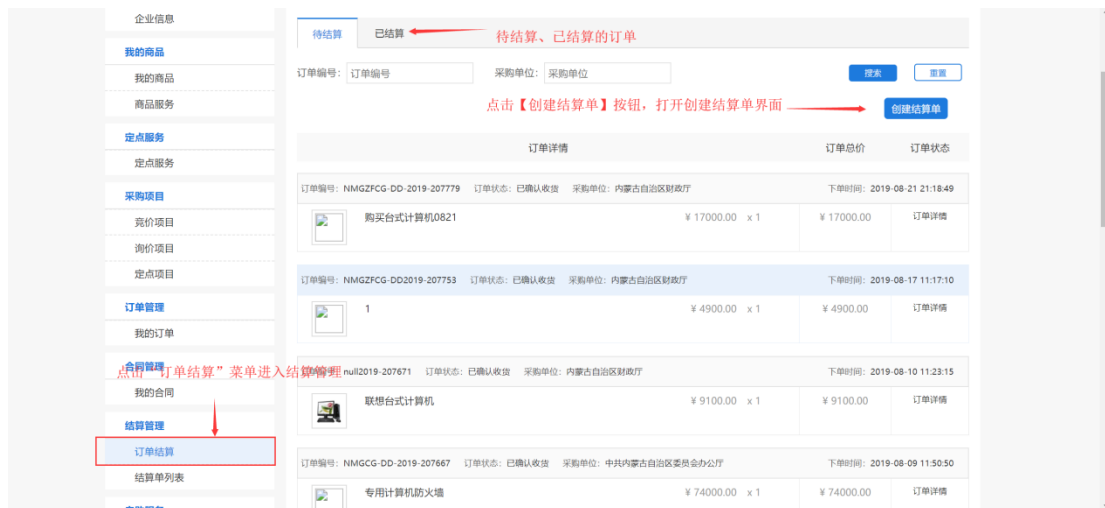 企业信息
我的商品
我的商品
商品服务
定点服务
定点服务
采购项目
竞价项目
询价项目
定点项目
订单管理
我的订单
合同管理
点击“订单结算”菜单进入结算管理
我的合同
结算管理
订单结算
结算单列表
待结算 已结算 待结算、已结算的订单
订单编号: 订单编号 采购单位: 采购单位 搜索 重置
点击【创建结算单】按钮，打开创建结算单界面 创建结算单
订单详情 订单总价 订单状态
订单编号: NMGZFCG-DD-2019-207779 订单状态: 已确认收货 采购单位: 内蒙古自治区财政厅 下单时间: 2019-08-21 21:18:49
购买台式计算机0821 ¥ 17000.00 x 1 ¥ 17000.00 订单详情
订单编号: NMGZFCG-DD2019-207753 订单状态: 已确认收货 采购单位: 内蒙古自治区财政厅 下单时间: 2019-08-17 11:17:10
1 ¥ 4900.00 x 1 ¥ 4900.00 订单详情
null2019-207671 订单状态: 已确认收货 采购单位: 内蒙古自治区财政厅 下单时间: 2019-08-10 11:23:15
联想台式计算机 ¥ 9100.00 x 1 ¥ 9100.00 订单详情
订单编号: NMGCG-DD-2019-207667 订单状态: 已确认收货 采购单位: 中共内蒙古自治区委员会办公厅 下单时间: 2019-08-09 11:50:50
专用计算机防火墙 ¥ 74000.00 x 1 ¥ 74000.00 订单详情